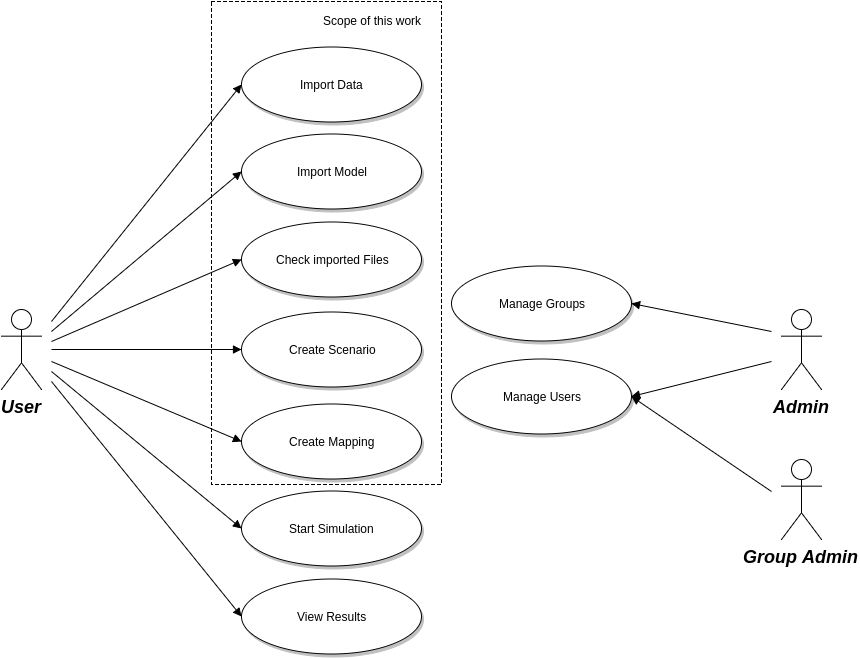 Scope of this work
Import Data
Import Model
Check imported Files
Create Scenario
Create Mapping
Start Simulation
View Results
Manage Groups
Manage Users
User
Admin
Group Admin